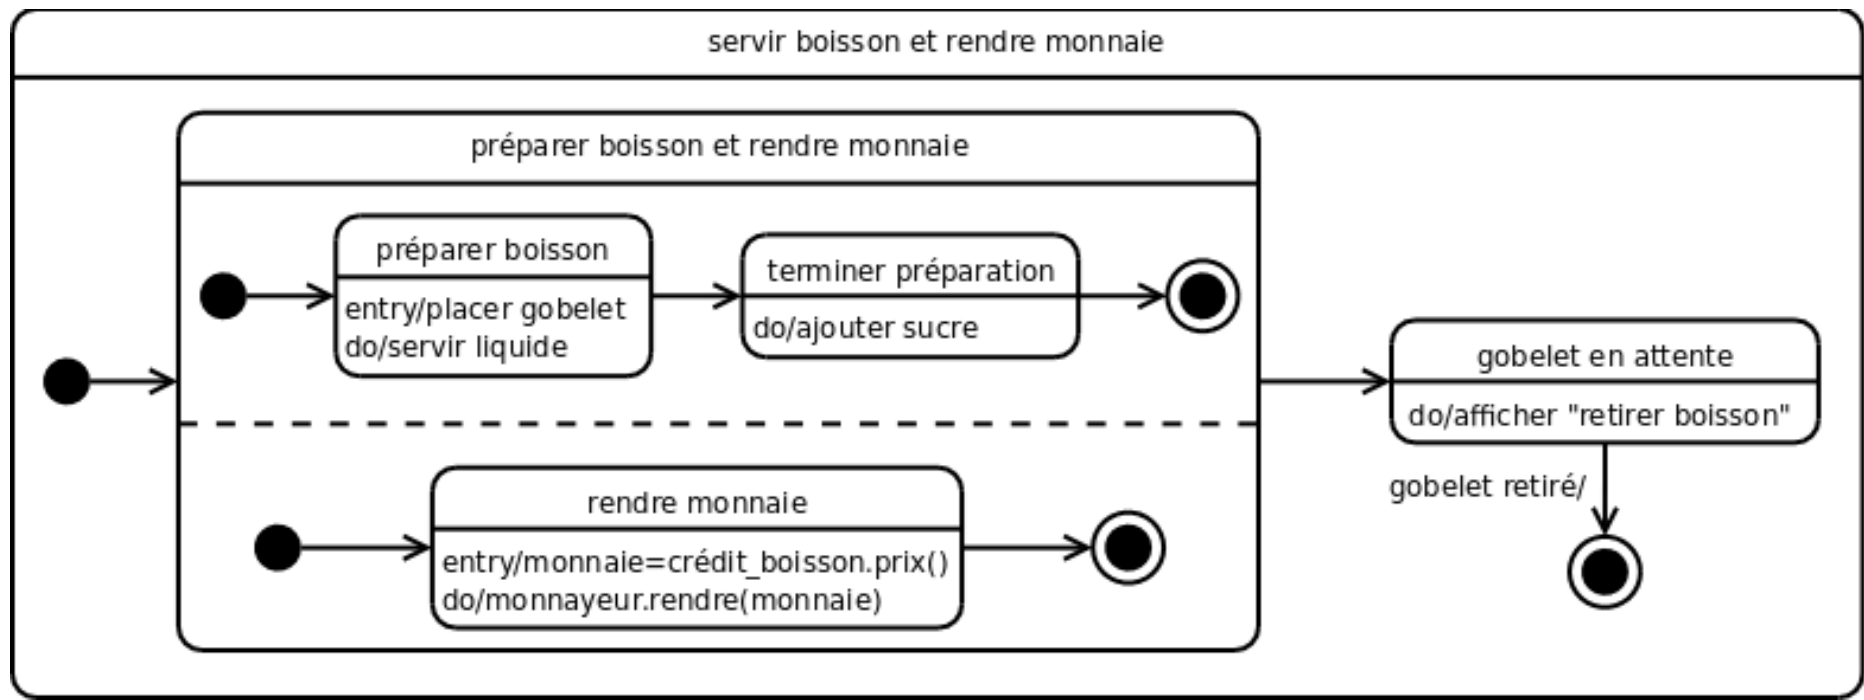 servir boisson et rendre monnaie
préparer boisson et rendre monnaie
préparer boisson
entry/placer gobelet
do/servir liquide
terminer préparation
do/ajouter sucre
rendre monnaie
entry/monnaie=crédit_boisson.prix()
do/monnayeur.rendre(monnaie)
gobelet en attente
do/afficher "retirer boisson"
gobelet retiré/